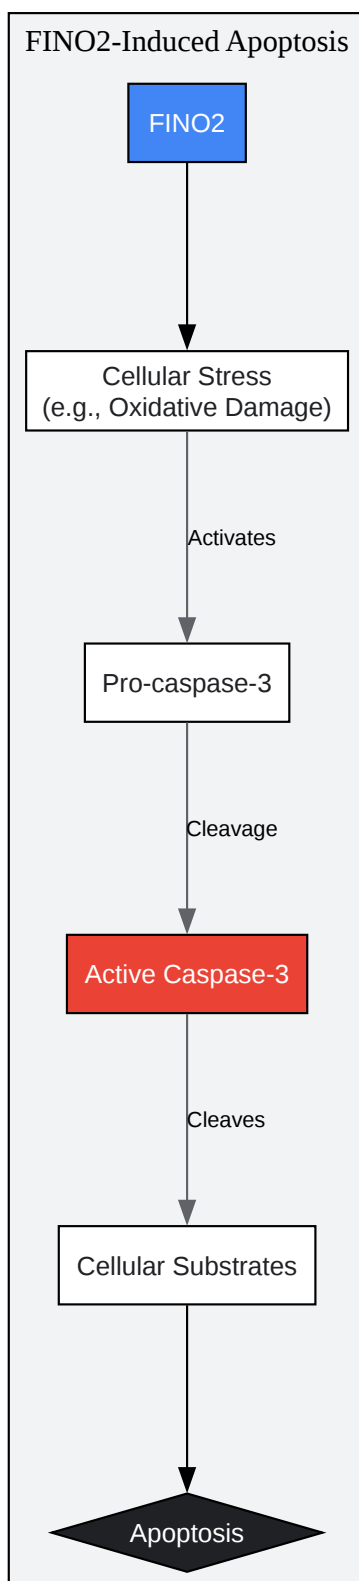 FINO2-Induced Apoptosis
FINO2
Cellular Stress
(e.g., Oxidative Damage)
Activates
Pro-caspase-3
Cleavage
Active Caspase-3
Cleaves
Cellular Substrates
Apoptosis